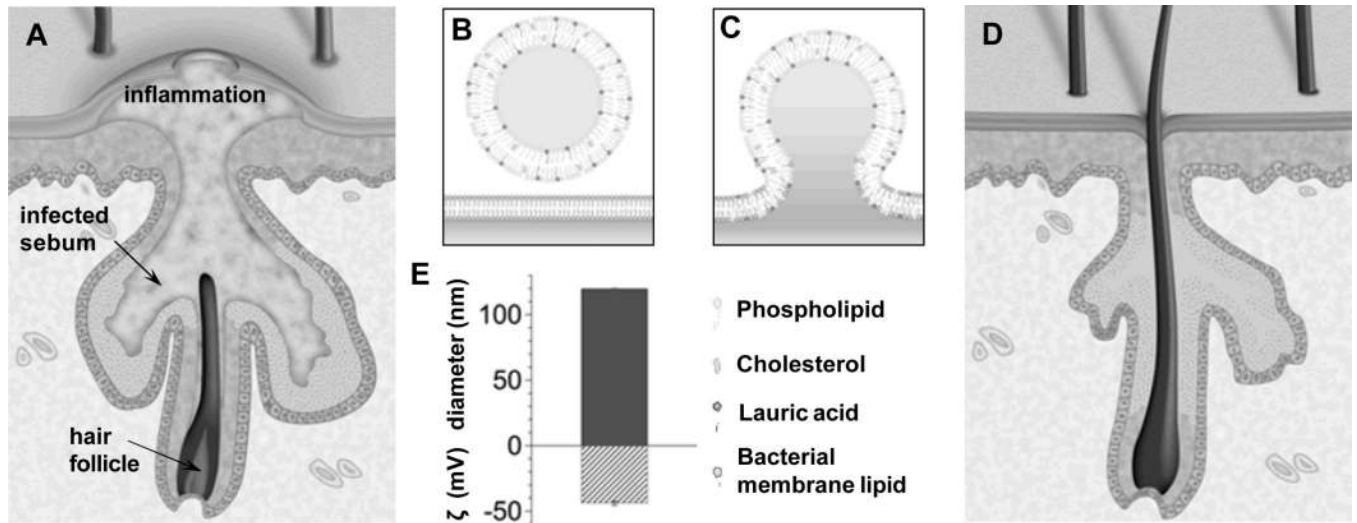 A
inflammation
infected
sebum
hair
follicle
B
C
D
E
diameter (nm)
ζ (mV)
100
50
0
-50
Phospholipid
Cholesterol
Lauric acid
Bacterial
membrane lipid